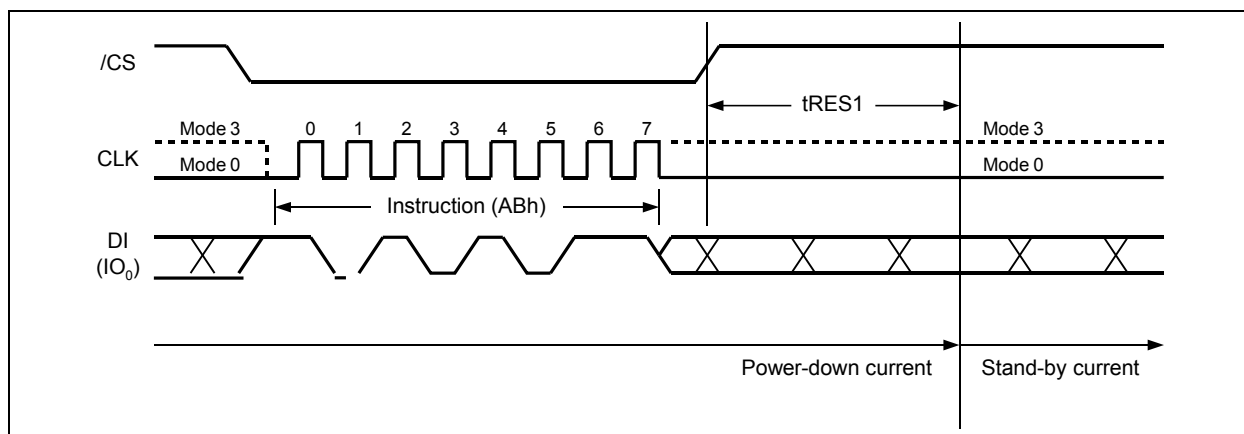 /CS
tRES1
Mode 3
0 1 2 3 4 5 6 7
Mode 3
CLK
Mode 0
Mode 0
Instruction (ABh)
DI
(IO₀)
Power-down current
Stand-by current